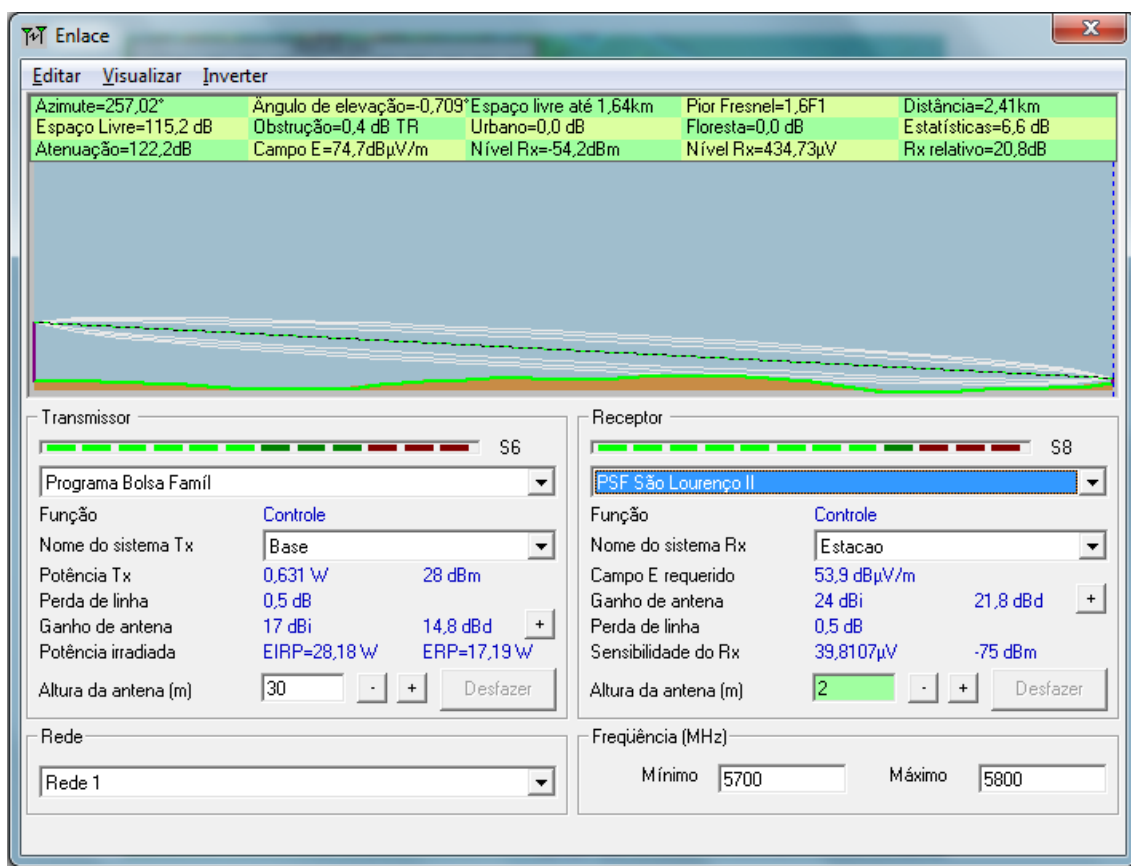 Enlace
Editar Visualizar Inverter
Azimute=257,02° Ângulo de elevação=-0,709° Espaço livre até 1,64km Pior Fresnel=1,6F1 Distância=2,41km
Espaço Livre=115,2 dB Obstrução=0,4 dB TR Urbano=0,0 dB Floresta=0,0 dB Estatísticas=6,6 dB
Atenuação=122,2dB Campo E=74,7dBµV/m Nível Rx=-54,2dBm Nível Rx=434,73µV Rx relativo=20,8dB
Transmissor
S6
Programa Bolsa Famíl
Função Controle
Nome do sistema Tx Base
Potência Tx 0,631 W 28 dBm
Perda de linha 0,5 dB
Ganho de antena 17 dBi 14,8 dBd +
Potência irradiada EIRP=28,18 W ERP=17,19 W
Altura da antena (m) 30 - + Desfazer
Receptor
S8
PSF São Lourenço II
Função Controle
Nome do sistema Rx Estacao
Campo E requerido 53,9 dBµV/m
Ganho de antena 24 dBi 21,8 dBd +
Perda de linha 0,5 dB
Sensibilidade do Rx 39,8107µV -75 dBm
Altura da antena (m) 2 - + Desfazer
Rede
Rede 1
Freqüência (MHz)
Mínimo 5700 Máximo 5800